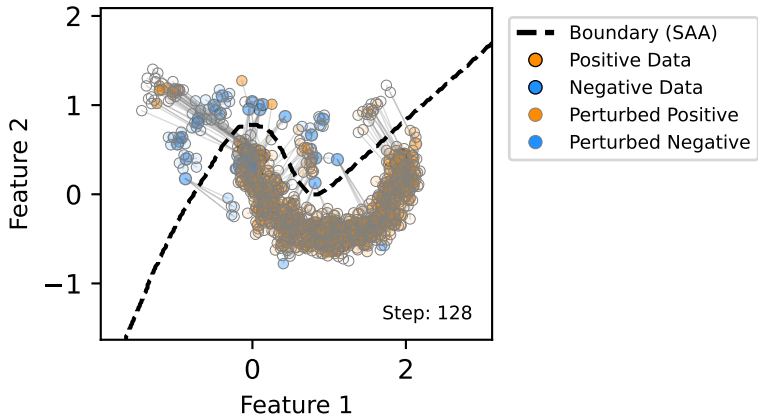 2
1
0
−1
Feature 2
0
2
Feature 1
Step: 128
Boundary (SAA)
Positive Data
Negative Data
Perturbed Positive
Perturbed Negative